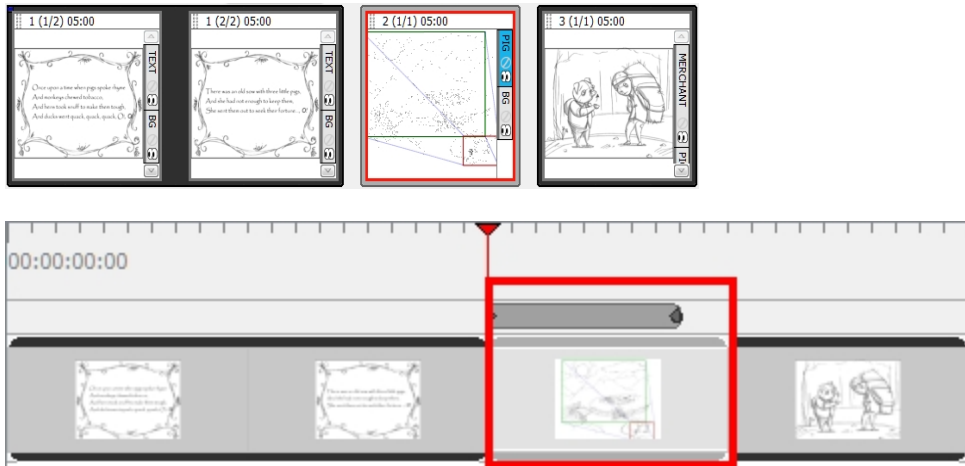 1 (1/2) 05:00
1 (2/2) 05:00
2 (1/1) 05:00
3 (1/1) 05:00
TEXT
BG
TEXT
BG
PIG
BG
MERCHANT
PI
Once upon a time when pigs spoke rhyme
And monkeys chewed tobacco,
And hens took snuff to make them tough,
And ducks went quack, quack, quack, O!
There was an old sow with three little pigs,
And she had not enough to keep them,
She sent them out to seek their fortune ...
00:00:00:00